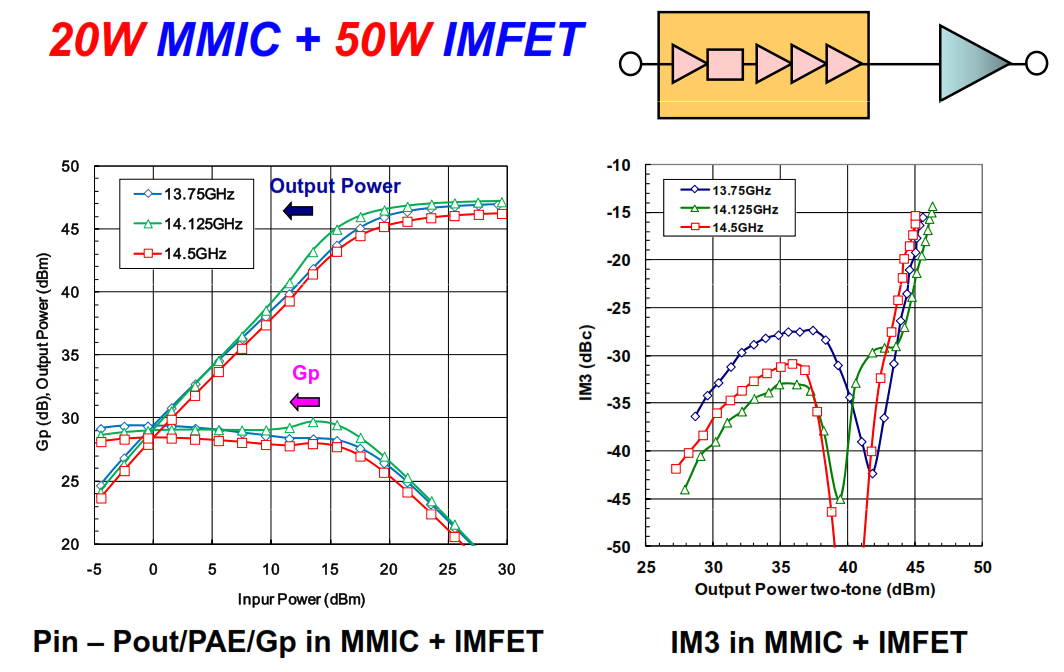 20W MMIC + 50W IMFET
50
45
40
35
30
25
20
-5
0
5
10
15
20
25
30
Gp (dB), Output Power (dBm)
Inpur Power (dBm)
13.75GHz
14.125GHz
14.5GHz
Output Power
Gp
Pin – Pout/PAE/Gp in MMIC + IMFET
-10
-15
-20
-25
-30
-35
-40
-45
-50
25
30
35
40
45
50
IM3 (dBc)
Output Power two-tone (dBm)
13.75GHz
14.125GHz
14.5GHz
IM3 in MMIC + IMFET